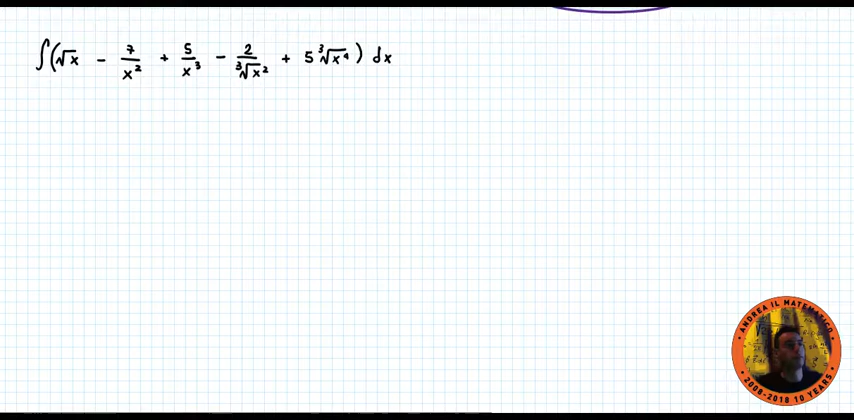 ∫(√x - 7/x² + 5/x³ - 2/∛x² + 5∛x⁴) dx
ANDREA IL MATEMATICO
2008-2018 10 YEARS